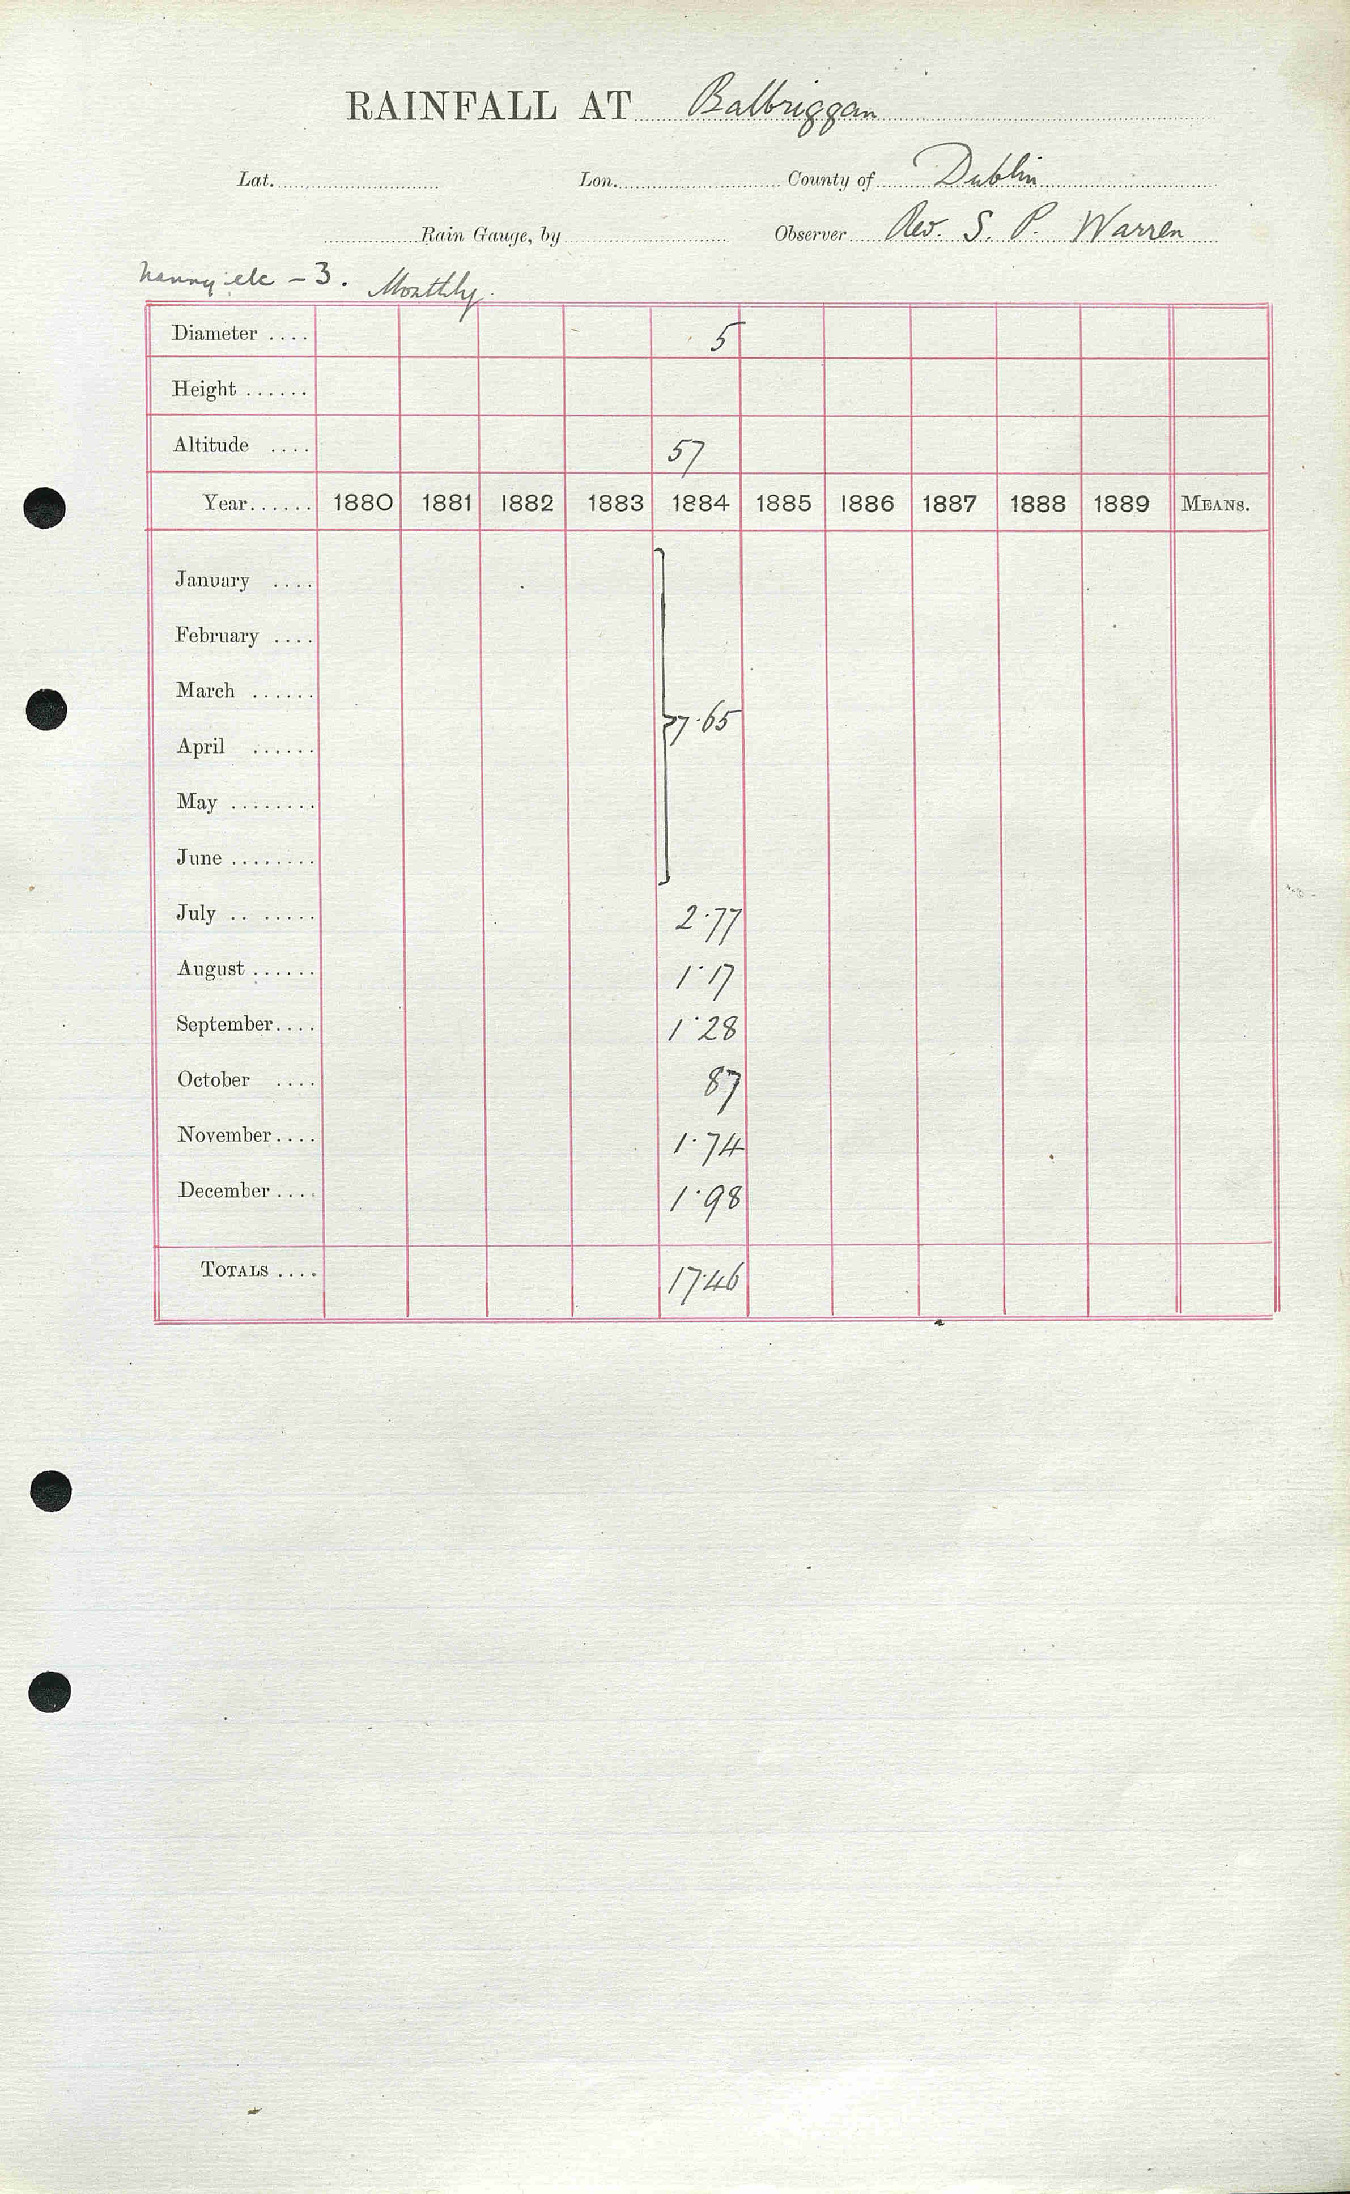 RAINFALL AT Balbriggan
Lat. Lon. County of Dublin
Rain Gauge, by Observer Rev. S. P. Warren
Nanny etc - 3. Monthly.
Diameter .... 5
Height ......
Altitude .... 57
Year...... 1880 1881 1882 1883 1884 1885 1886 1887 1888 1889 MEANS.
January ....
February ....
March ......
7.65
April ......
May ........
June ........
July .. ..... 2.77
August ...... 1.17
September.... 1.28
October .... 87
November.... 1.74
December.... 1.98
TOTALS .... 17.46